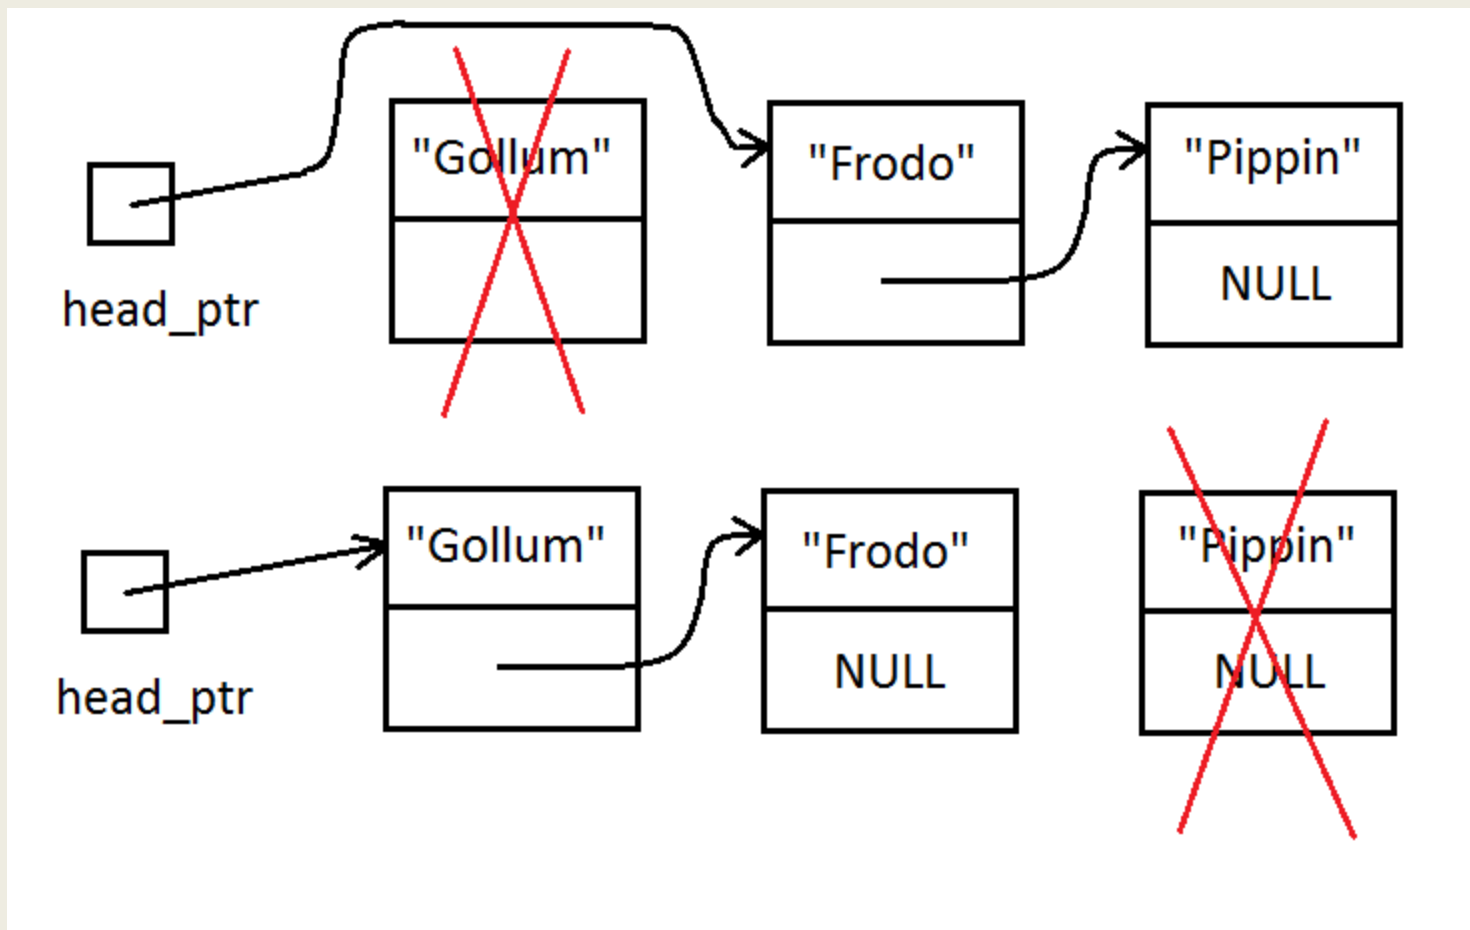 "Gollum"
"Frodo"
"Pippin"
NULL
head_ptr
"Gollum"
"Frodo"
"Pippin"
NULL
NULL
head_ptr